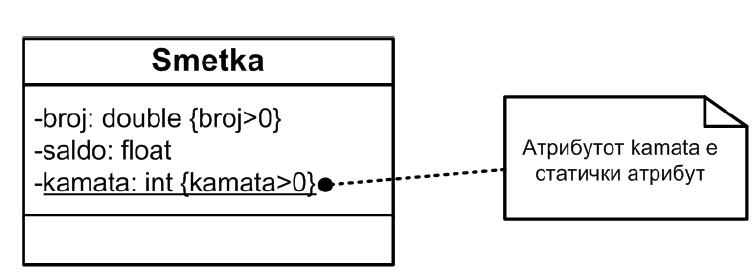 Smetka
-broj: double {broj>0}
-saldo: float
-kamata: int {kamata>0}
Атрибутот kamata е
статички атрибут